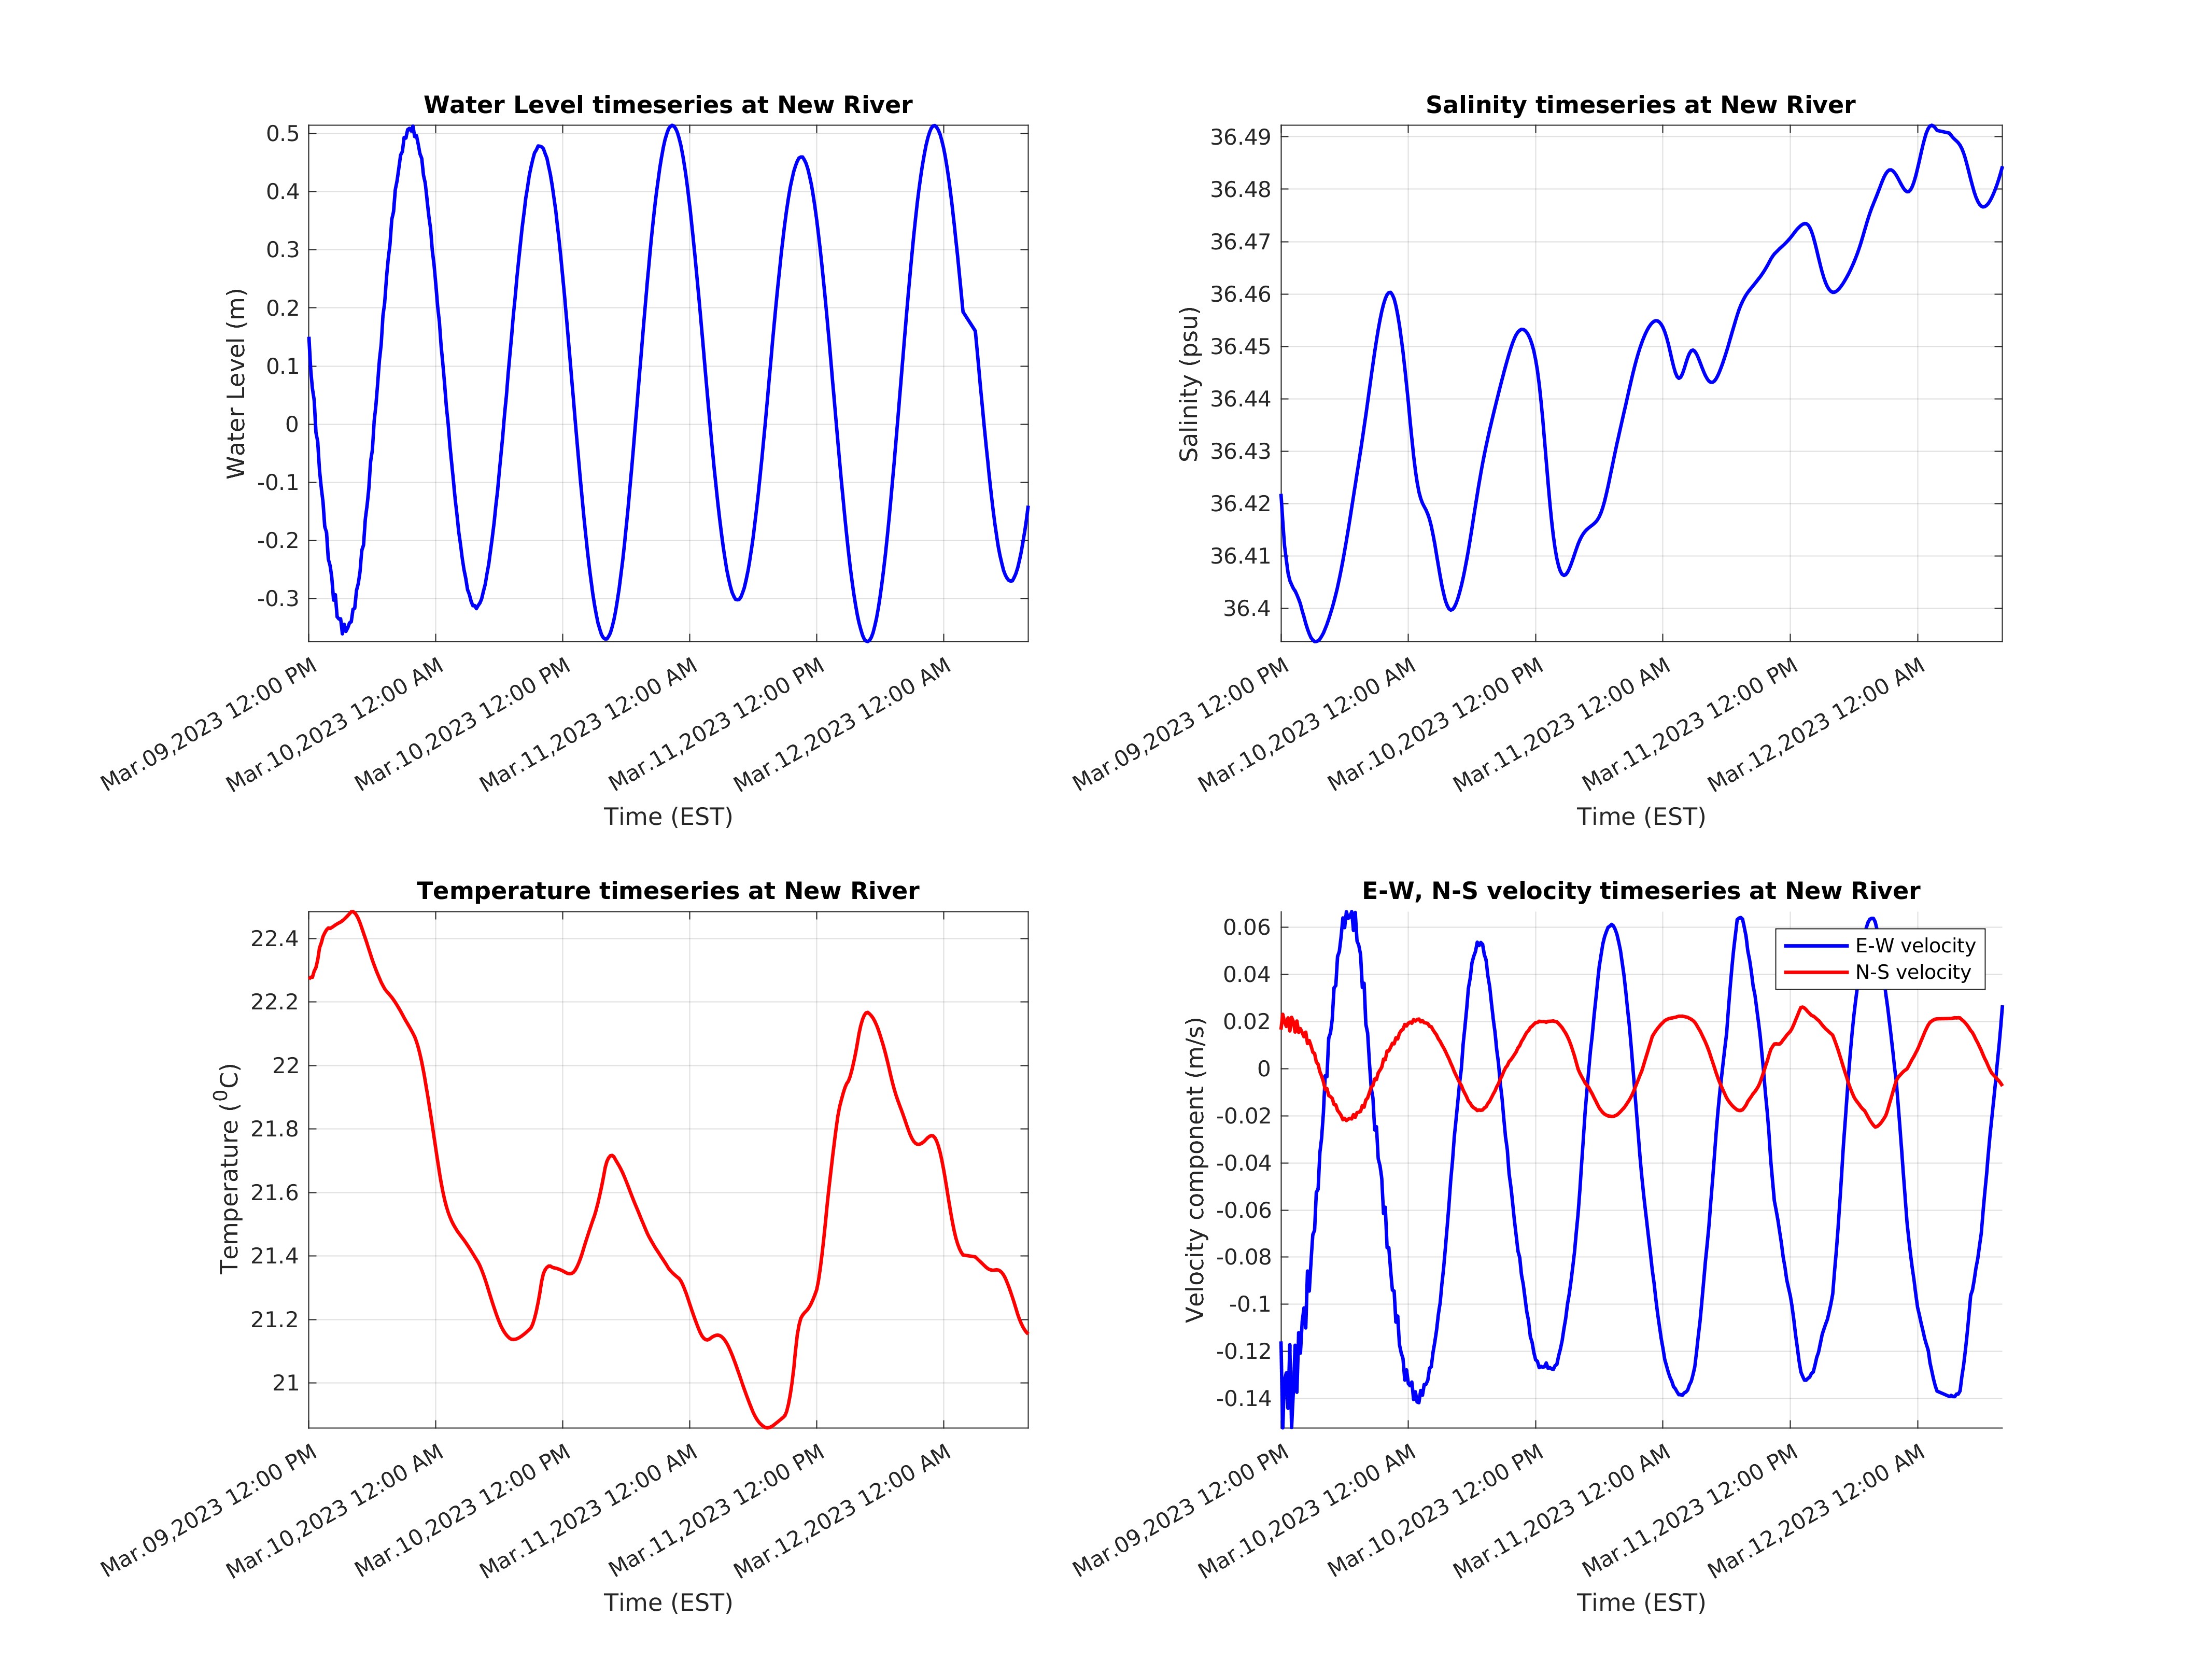 Water Level timeseries at New River
Water Level (m)
0.5
0.4
0.3
0.2
0.1
0
-0.1
-0.2
-0.3
Mar.09,2023 12:00 PM
Mar.10,2023 12:00 AM
Mar.10,2023 12:00 PM
Mar.11,2023 12:00 AM
Mar.11,2023 12:00 PM
Mar.12,2023 12:00 AM
Time (EST)
Salinity timeseries at New River
Salinity (psu)
36.49
36.48
36.47
36.46
36.45
36.44
36.43
36.42
36.41
36.4
Mar.09,2023 12:00 PM
Mar.10,2023 12:00 AM
Mar.10,2023 12:00 PM
Mar.11,2023 12:00 AM
Mar.11,2023 12:00 PM
Mar.12,2023 12:00 AM
Time (EST)
Temperature timeseries at New River
Temperature (⁰C)
22.4
22.2
22
21.8
21.6
21.4
21.2
21
Mar.09,2023 12:00 PM
Mar.10,2023 12:00 AM
Mar.10,2023 12:00 PM
Mar.11,2023 12:00 AM
Mar.11,2023 12:00 PM
Mar.12,2023 12:00 AM
Time (EST)
E-W, N-S velocity timeseries at New River
Velocity component (m/s)
0.06
0.04
0.02
0
-0.02
-0.04
-0.06
-0.08
-0.1
-0.12
-0.14
E-W velocity
N-S velocity
Mar.09,2023 12:00 PM
Mar.10,2023 12:00 AM
Mar.10,2023 12:00 PM
Mar.11,2023 12:00 AM
Mar.11,2023 12:00 PM
Mar.12,2023 12:00 AM
Time (EST)